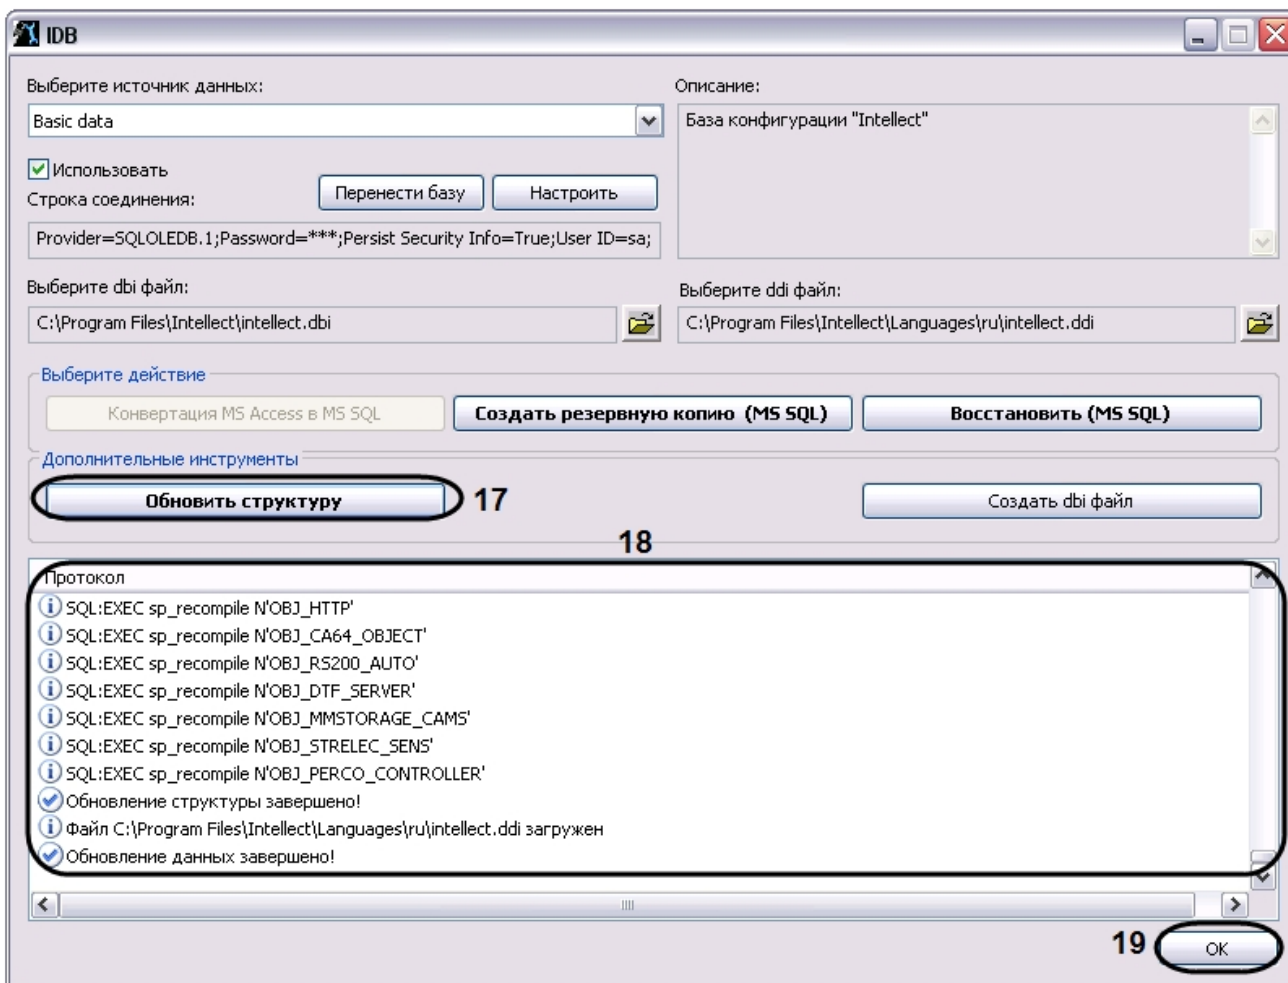 IDB
Выберите источник данных:
Описание:
Basic data
База конфигурации "Intellect"
Использовать
Строка соединения:
Перенести базу
Настроить
Provider=SQLOLEDB.1;Password=***;Persist Security Info=True;User ID=sa;
Выберите dbi файл:
Выберите ddi файл:
C:\Program Files\Intellect\intellect.dbi
C:\Program Files\Intellect\Languages\ru\intellect.ddi
Выберите действие
Конвертация MS Access в MS SQL
Создать резервную копию (MS SQL)
Восстановить (MS SQL)
Дополнительные инструменты
Обновить структуру
17
Создать dbi файл
18
Протокол
SQL:EXEC sp_recompile N'OBJ_HTTP'
SQL:EXEC sp_recompile N'OBJ_CA64_OBJECT'
SQL:EXEC sp_recompile N'OBJ_RS200_AUTO'
SQL:EXEC sp_recompile N'OBJ_DTF_SERVER'
SQL:EXEC sp_recompile N'OBJ_MMSTORAGE_CAMS'
SQL:EXEC sp_recompile N'OBJ_STRELEC_SENS'
SQL:EXEC sp_recompile N'OBJ_PERCO_CONTROLLER'
Обновление структуры завершено!
Файл C:\Program Files\Intellect\Languages\ru\intellect.ddi загружен
Обновление данных завершено!
19
ОК